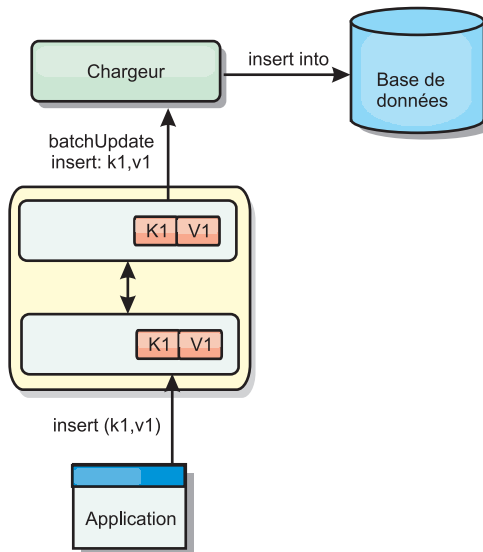 Chargeur
insert into
Base de
données
batchUpdate
insert: k1,v1
K1 V1
K1 V1
insert (k1,v1)
Application